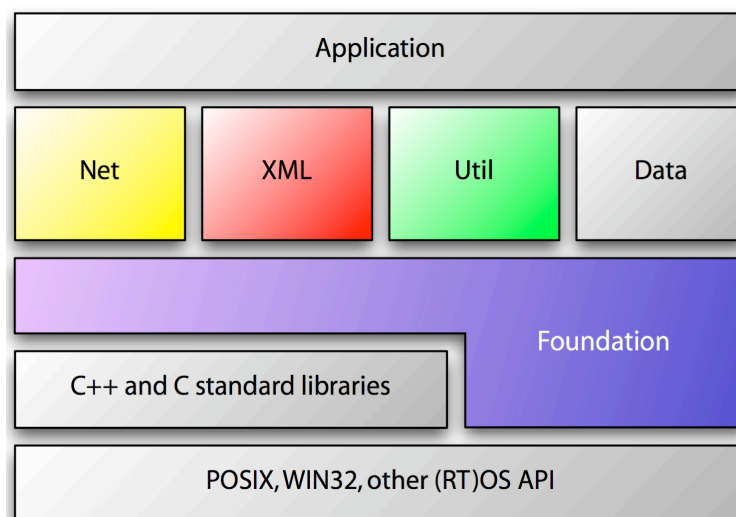 Application
Net
XML
Util
Data
Foundation
C++ and C standard libraries
POSIX, WIN32, other (RT)OS API